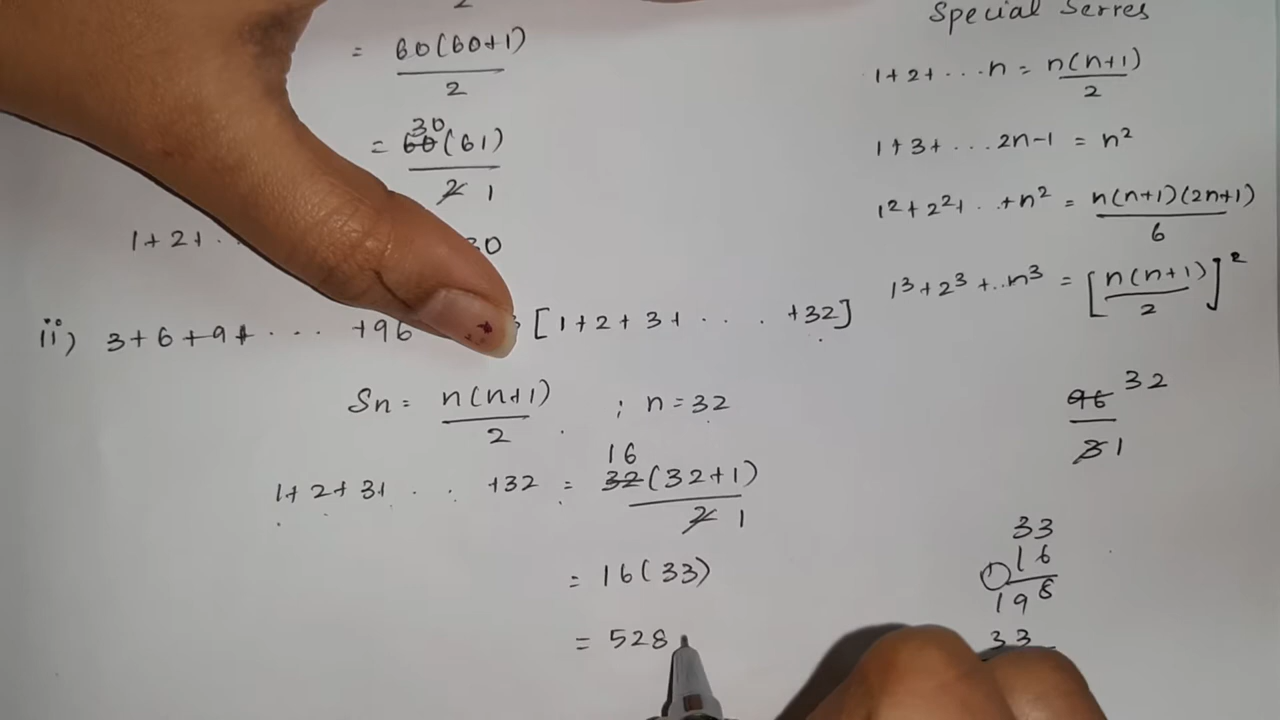 2
= 60(60+1)
2
30
= 60(61)
2 1
1+2+ . 30
ii) 3+6+9+ . . . +96 3 [1+2+3+ . . . . +32]
Sn = n(n+1) ; n=32
2
16
1+2+3+ . . +32 = 32(32+1)
2 1
= 16(33)
= 528
Special Series
1+2+ . . . n = n(n+1)
2
1+3+ . . . 2n-1 = n²
1²+2²+ . . +n² = n(n+1)(2n+1)
6
1³+2³+..n³ = [n(n+1)]²
2
96 32
3 1
33
16
198
33